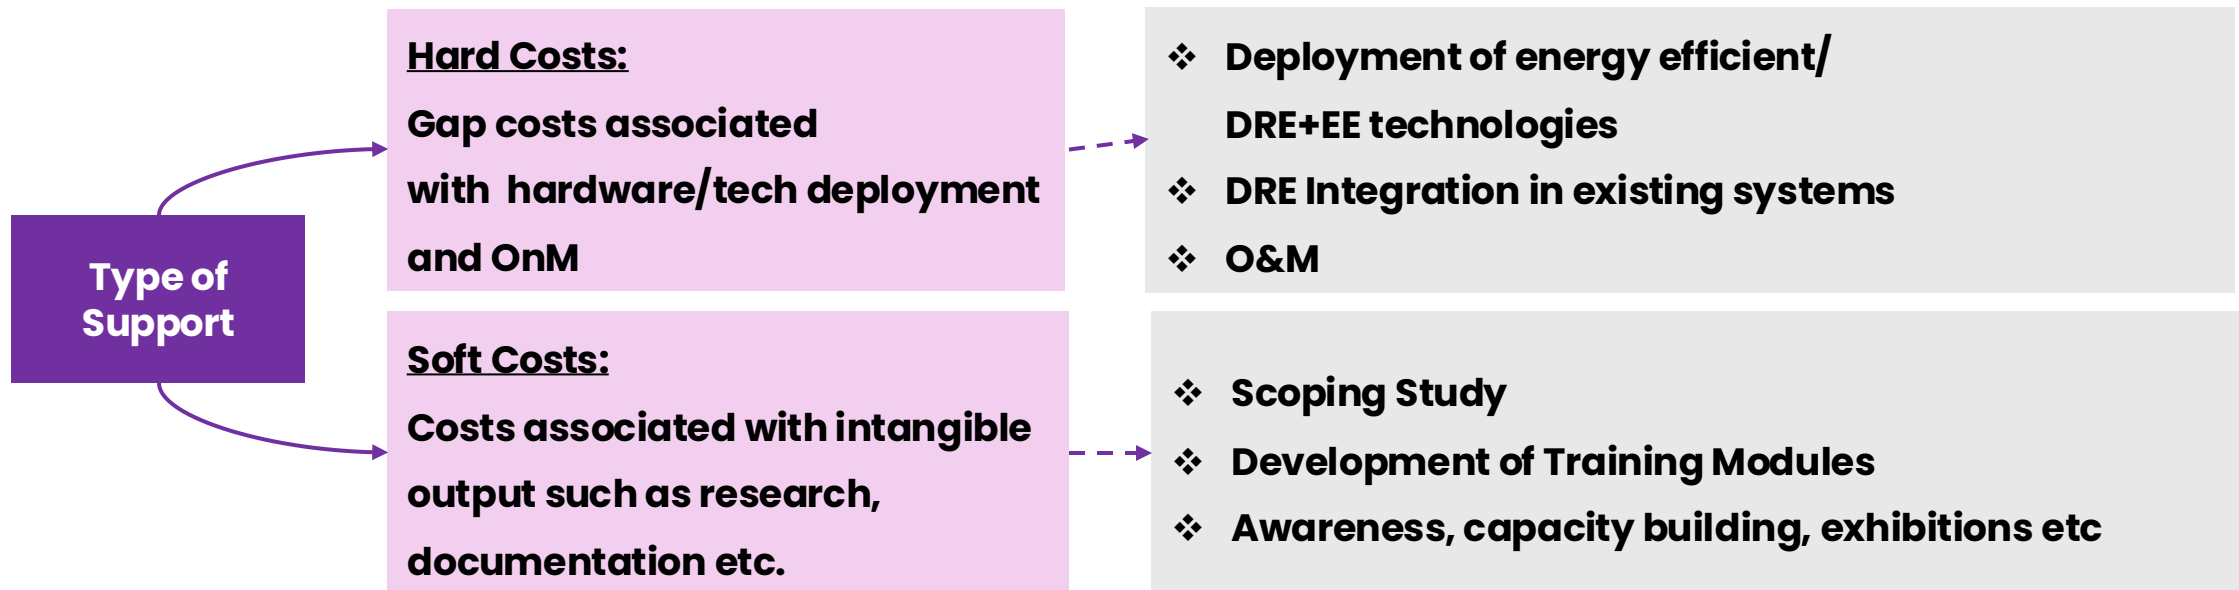 Type of
Support
Hard Costs:
Gap costs associated
with hardware/tech deployment
and OnM
❖ Deployment of energy efficient/
DRE+EE technologies
❖ DRE Integration in existing systems
❖ O&M
Soft Costs:
Costs associated with intangible
output such as research,
documentation etc.
❖ Scoping Study
❖ Development of Training Modules
❖ Awareness, capacity building, exhibitions etc